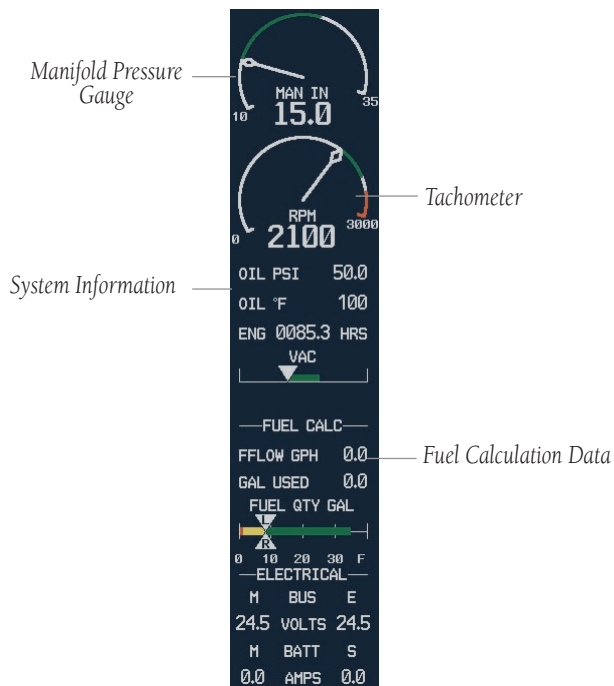 Manifold Pressure
Gauge
MAN IN
10
35
15.0
Tachometer
RPM
0
3000
2100
System Information
OIL PSI 50.0
OIL °F 100
ENG 0085.3 HRS
VAC
FUEL CALC
FFLOW GPH 0.0
Fuel Calculation Data
GAL USED 0.0
FUEL QTY GAL
L
R
0 10 20 30 F
ELECTRICAL
M BUS E
24.5 VOLTS 24.5
M BATT S
0.0 AMPS 0.0